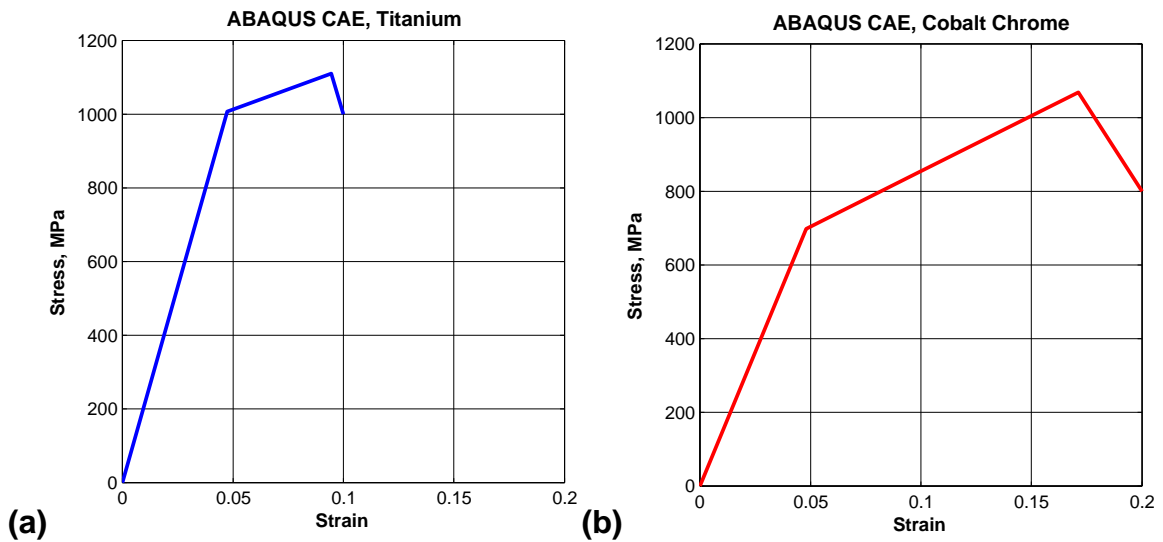 ABAQUS CAE, Titanium
1200
1000
800
600
400
200
0
Stress, MPa
0 0.05 0.1 0.15 0.2
Strain
(a)
ABAQUS CAE, Cobalt Chrome
1200
1000
800
600
400
200
0
Stress, MPa
0 0.05 0.1 0.15 0.2
Strain
(b)